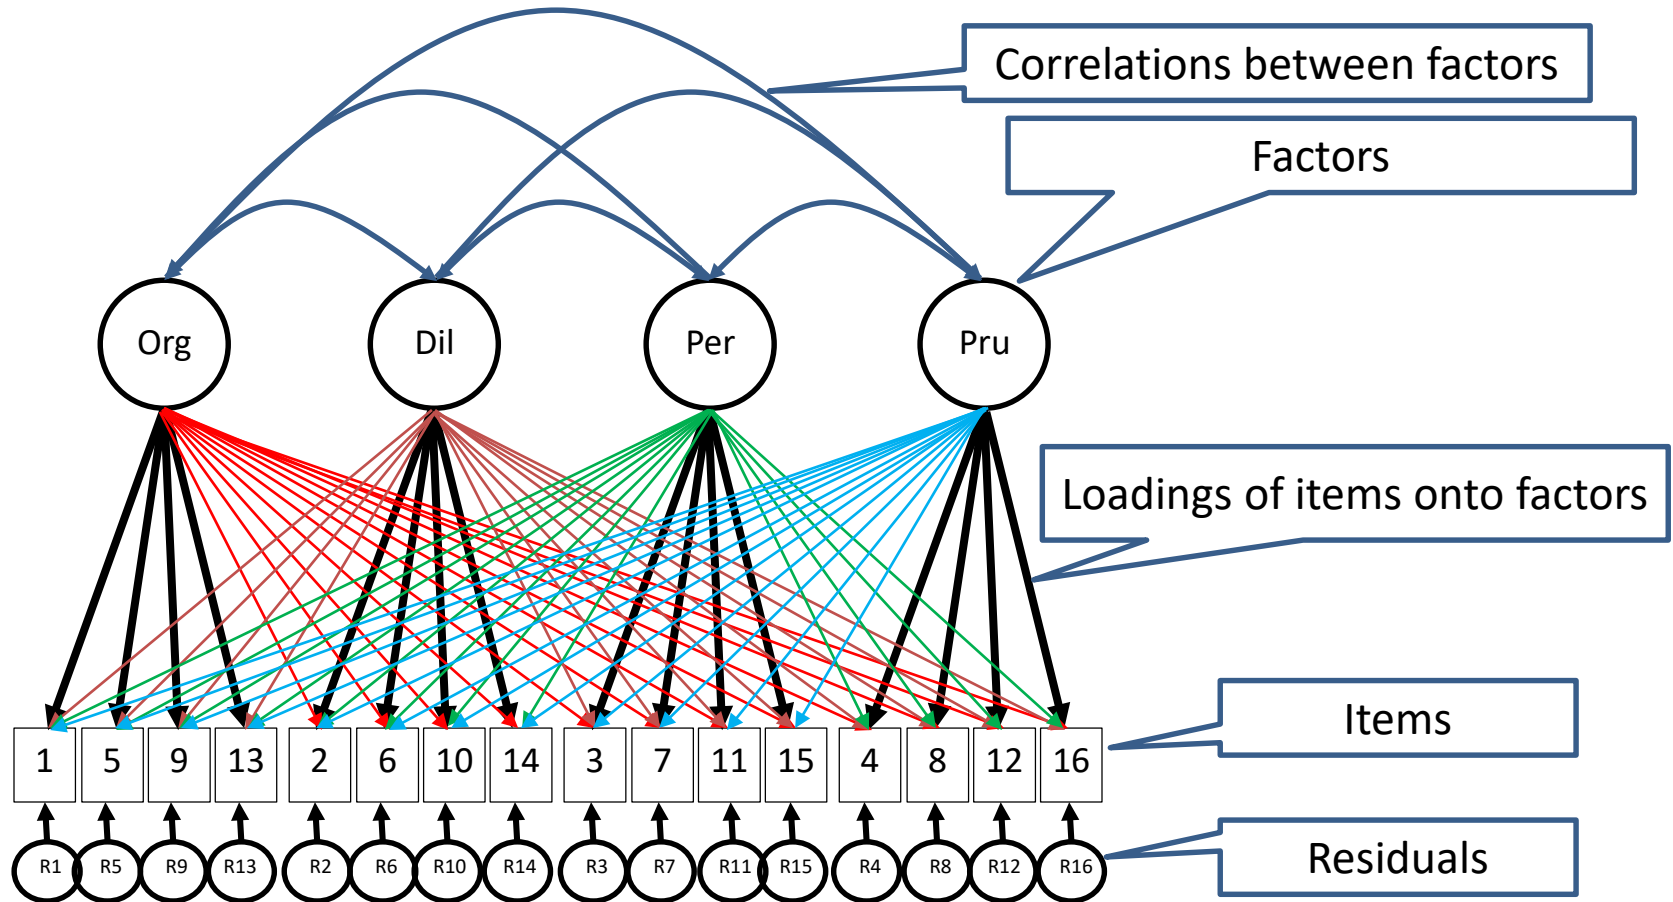 Correlations between factors
Factors
Org Dil Per Pru
Loadings of items onto factors
Items
1 5 9 13 2 6 10 14 3 7 11 15 4 8 12 16
R1 R5 R9 R13 R2 R6 R10 R14 R3 R7 R11 R15 R4 R8 R12 R16
Residuals